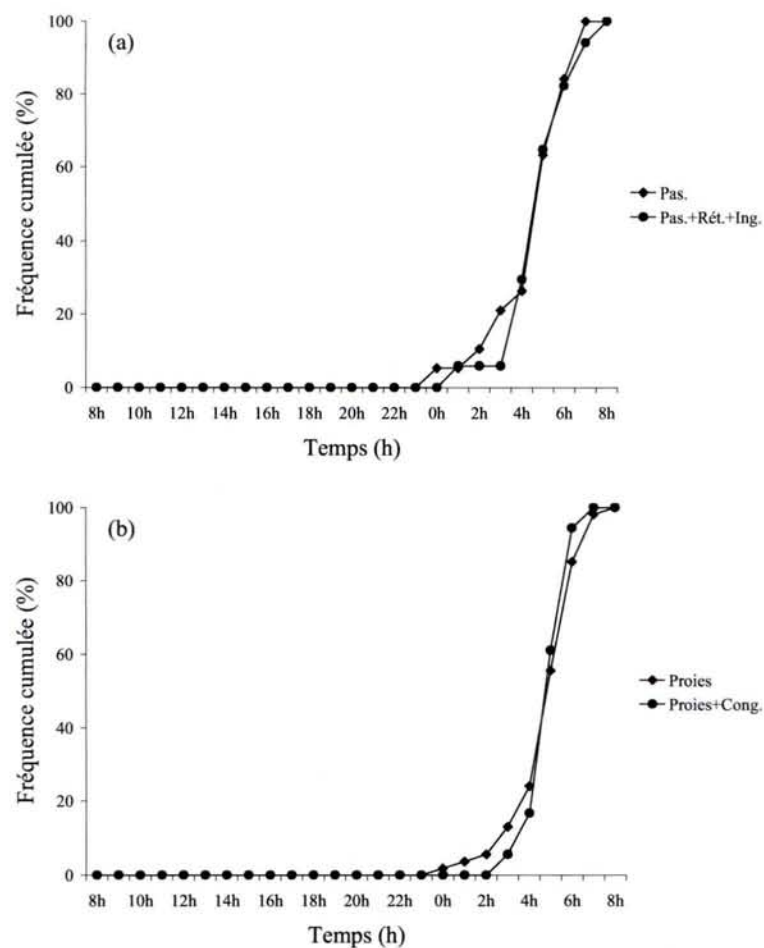 (a)
Fréquence cumulée (%)
100
80
60
40
20
0
8h 10h 12h 14h 16h 18h 20h 22h 0h 2h 4h 6h 8h
Temps (h)
Pas.
Pas.+Rét.+Ing.
(b)
Fréquence cumulée (%)
100
80
60
40
20
0
8h 10h 12h 14h 16h 18h 20h 22h 0h 2h 4h 6h 8h
Temps (h)
Proies
Proies+Cong.